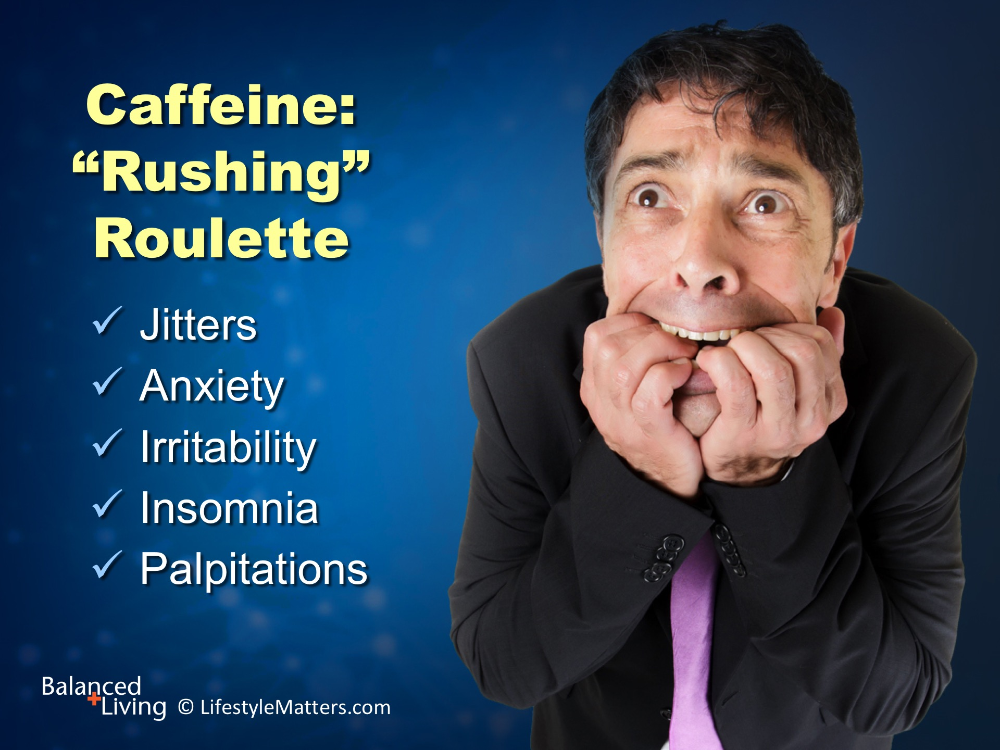 Caffeine:
“Rushing”
Roulette
✓ Jitters
✓ Anxiety
✓ Irritability
✓ Insomnia
✓ Palpitations
Balanced
+Living © LifestyleMatters.com